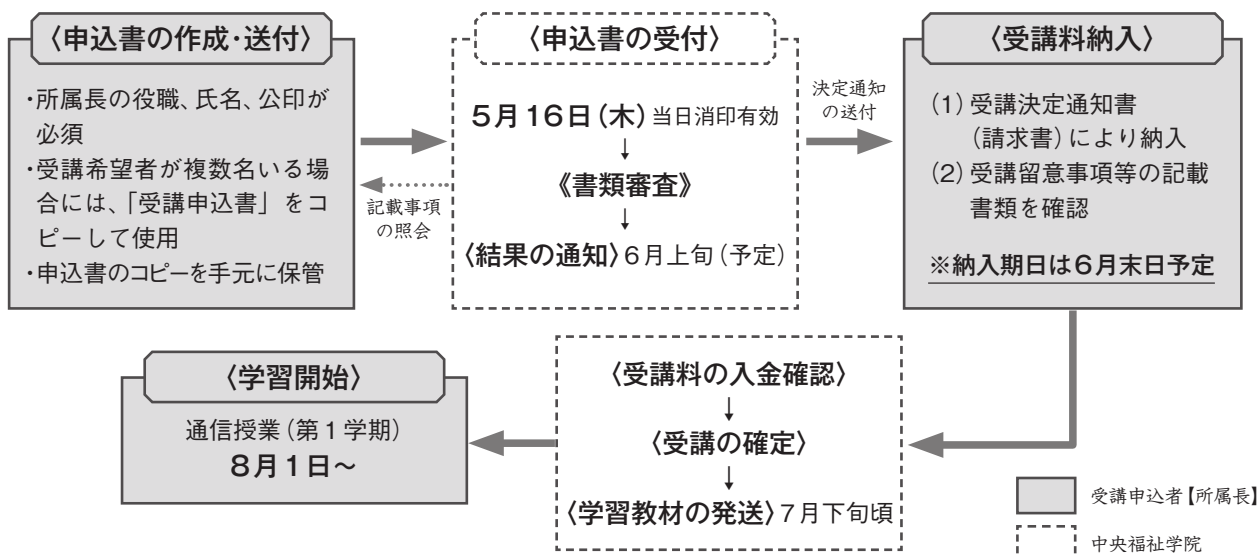 〈申込書の作成・送付〉
・所属長の役職、氏名、公印が
必須
・受講希望者が複数名いる場
合には、「受講申込書」をコ
ピーして使用
・申込書のコピーを手元に保管
記載事項
の照会
〈申込書の受付〉
5月16日(木)当日消印有効
↓
《書類審査》
↓
〈結果の通知〉6月上旬(予定)
決定通知
の送付
〈受講料納入〉
(1)受講決定通知書
(請求書)により納入
(2)受講留意事項等の記載
書類を確認
※納入期日は6月末日予定
〈受講料の入金確認〉
↓
〈受講の確定〉
↓
〈学習教材の発送〉7月下旬頃
〈学習開始〉
通信授業(第1学期)
8月1日~
受講申込者【所属長】
中央福祉学院